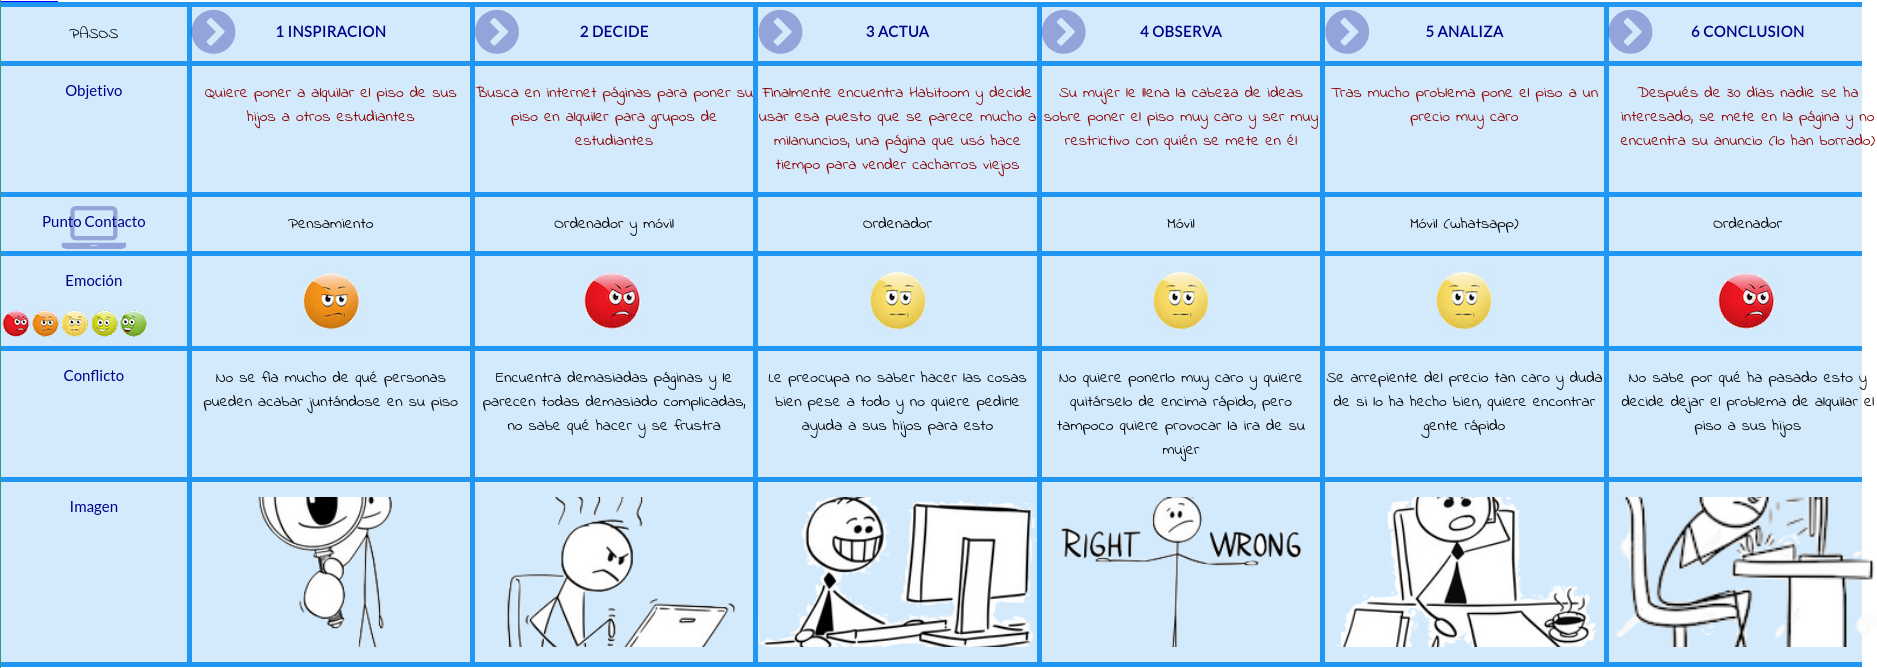 PASOS
1 INSPIRACION
2 DECIDE
3 ACTUA
4 OBSERVA
5 ANALIZA
6 CONCLUSION
Objetivo
Quiere poner a alquilar el piso de sus
hijos a otros estudiantes
Busca en internet páginas para poner su
piso en alquiler para grupos de
estudiantes
Finalmente encuentra Habitoom y decide
usar esa puesto que se parece mucho a
milanuncios, una página que usó hace
tiempo para vender cacharros viejos
Su mujer le llena la cabeza de ideas
sobre poner el piso muy caro y ser muy
restrictivo con quién se mete en él
Tras mucho problema pone el piso a un
precio muy caro
Después de 30 días nadie se ha
interesado, se mete en la página y no
encuentra su anuncio (lo han borrado)
Punto Contacto
Pensamiento
Ordenador y móvil
Ordenador
Móvil
Móvil (whatsapp)
Ordenador
Emoción
Conflicto
No se fia mucho de qué personas
pueden acabar juntándose en su piso
Encuentra demasiadas páginas y le
parecen todas demasiado complicadas,
no sabe qué hacer y se frustra
Le preocupa no saber hacer las cosas
bien pese a todo y no quiere pedirle
ayuda a sus hijos para esto
No quiere ponerlo muy caro y quiere
quitárselo de encima rápido, pero
tampoco quiere provocar la ira de su
mujer
Se arrepiente del precio tan caro y duda
de si lo ha hecho bien, quiere encontrar
gente rápido
No sabe por qué ha pasado esto y
decide dejar el problema de alquilar el
piso a sus hijos
Imagen
RIGHT
WRONG